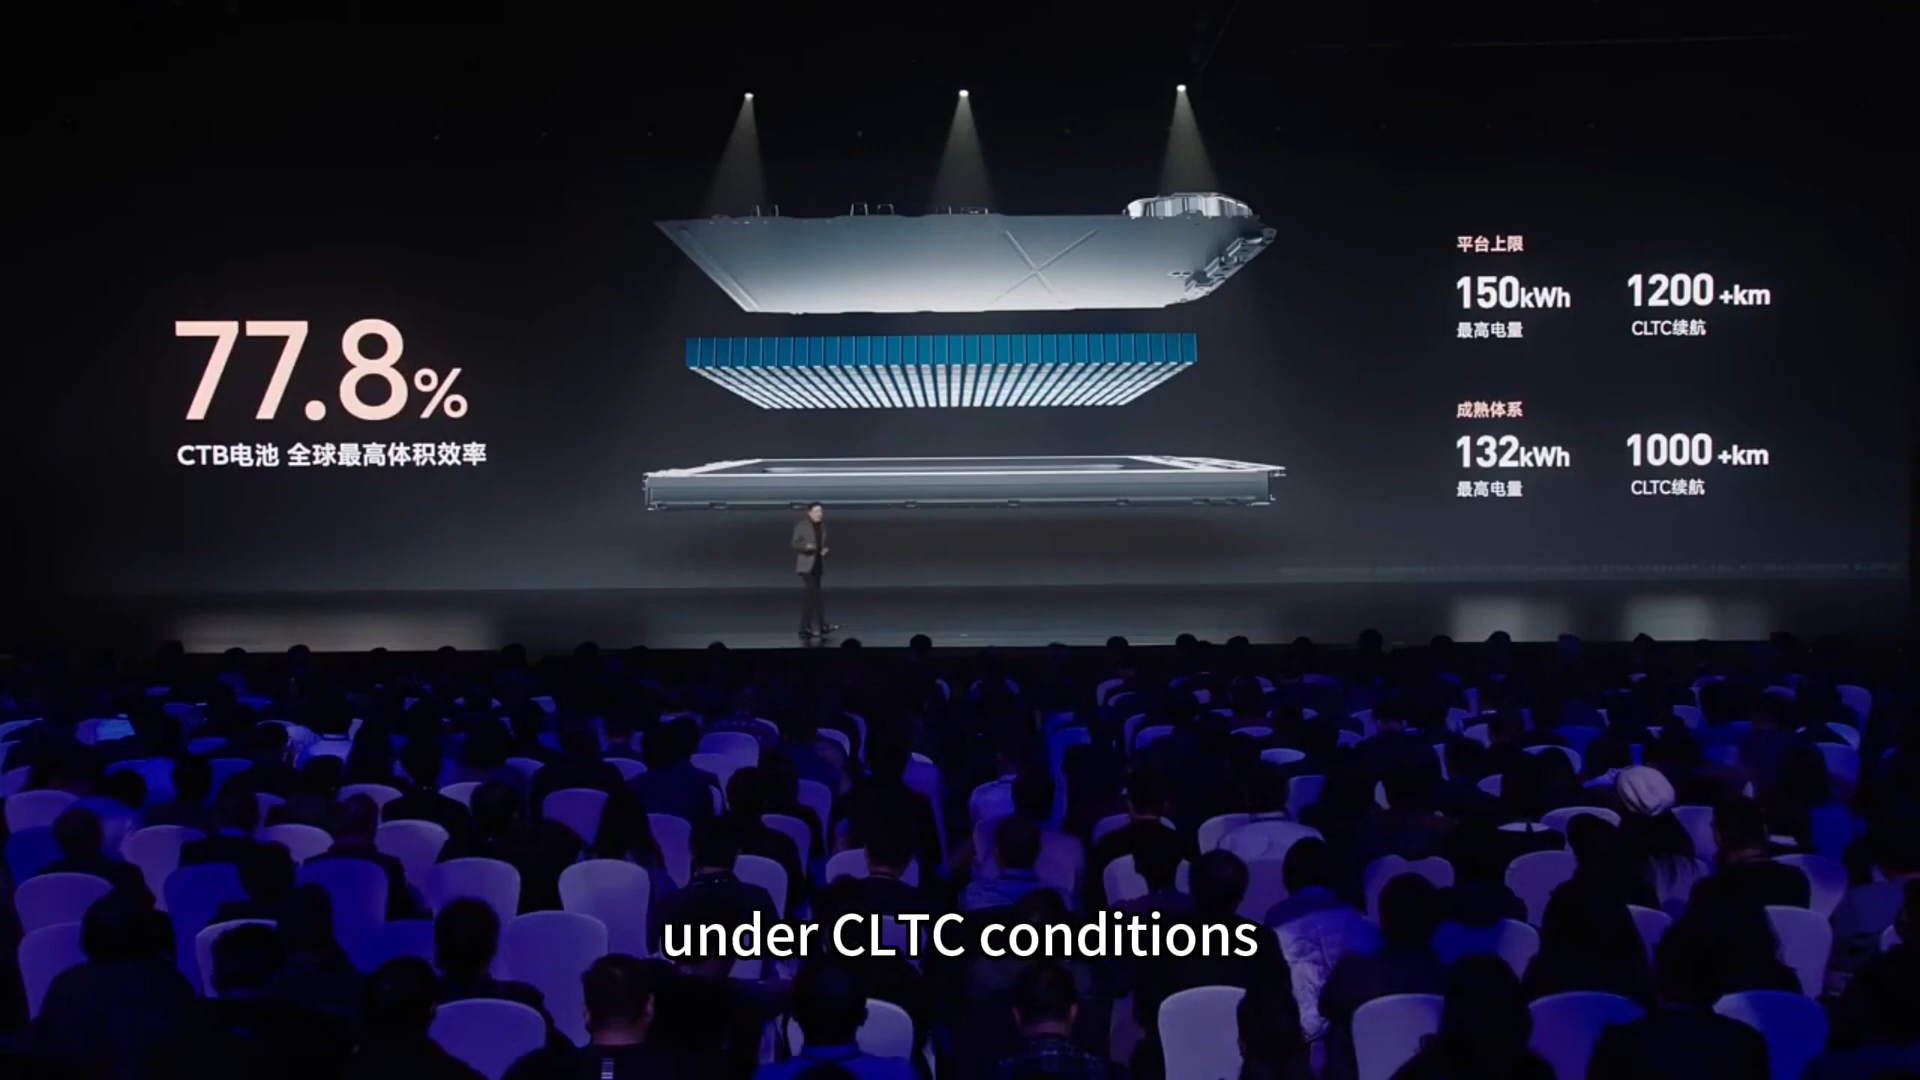 77.8%
CTB电池 全球最高体积效率
平台上限
150kWh 1200+km
最高电量 CLTC续航
成熟体系
132kWh 1000+km
最高电量 CLTC续航
under CLTC conditions